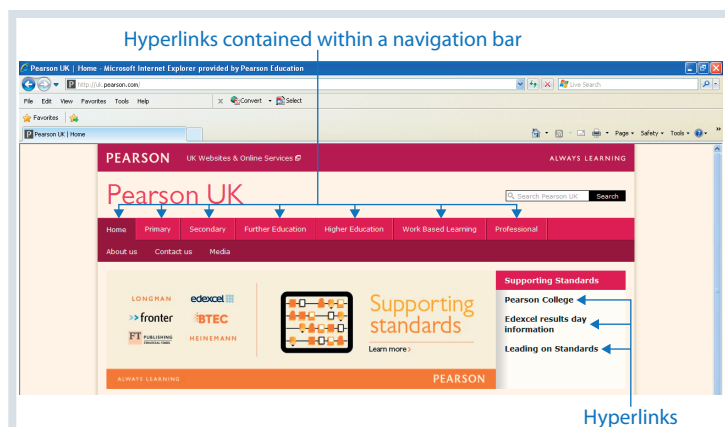 Hyperlinks contained within a navigation bar
Pearson UK | Home - Microsoft Internet Explorer provided by Pearson Education
http://uk.pearson.com/
Live Search
File Edit View Favorites Tools Help
x Convert Select
Favorites
Pearson UK | Home
Page Safety Tools
PEARSON UK Websites & Online Services ALWAYS LEARNING
Pearson UK
Search Pearson UK Search
Home Primary Secondary Further Education Higher Education Work Based Learning Professional
About us Contact us Media
LONGMAN edexcel
>>fronter BTEC
FT PUBLISHING HEINEMANN
FINANCIAL TIMES
Supporting
standards
Learn more >
ALWAYS LEARNING PEARSON
Supporting Standards
Pearson College
Edexcel results day
information
Leading on Standards
Hyperlinks